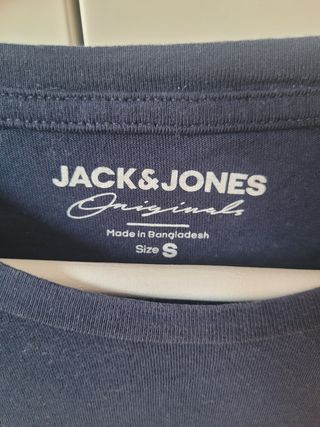 JACK&JONES
Originals
Made in Bangladesh
Size S